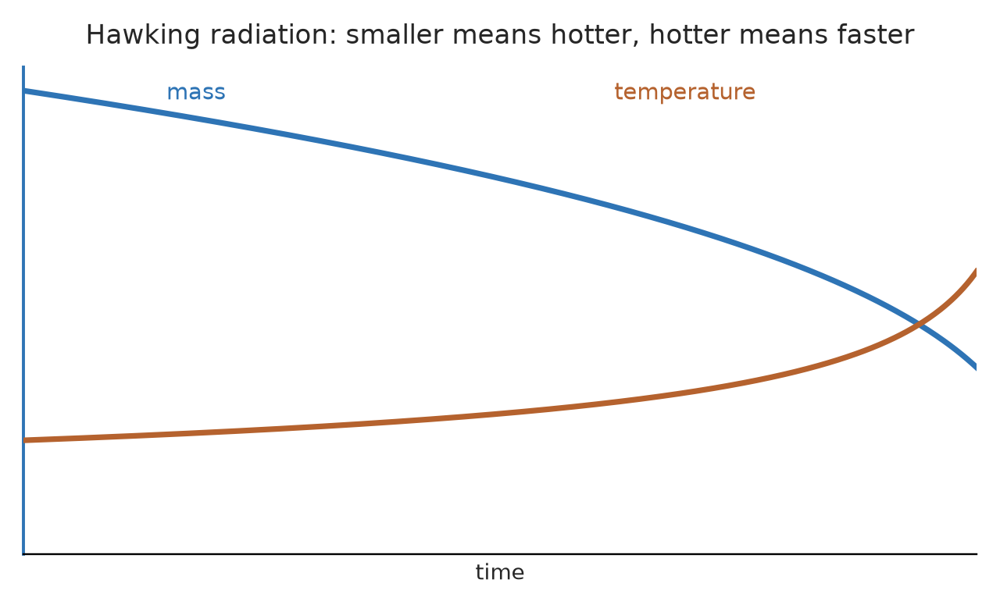 Hawking radiation: smaller means hotter, hotter means faster
mass
temperature
time